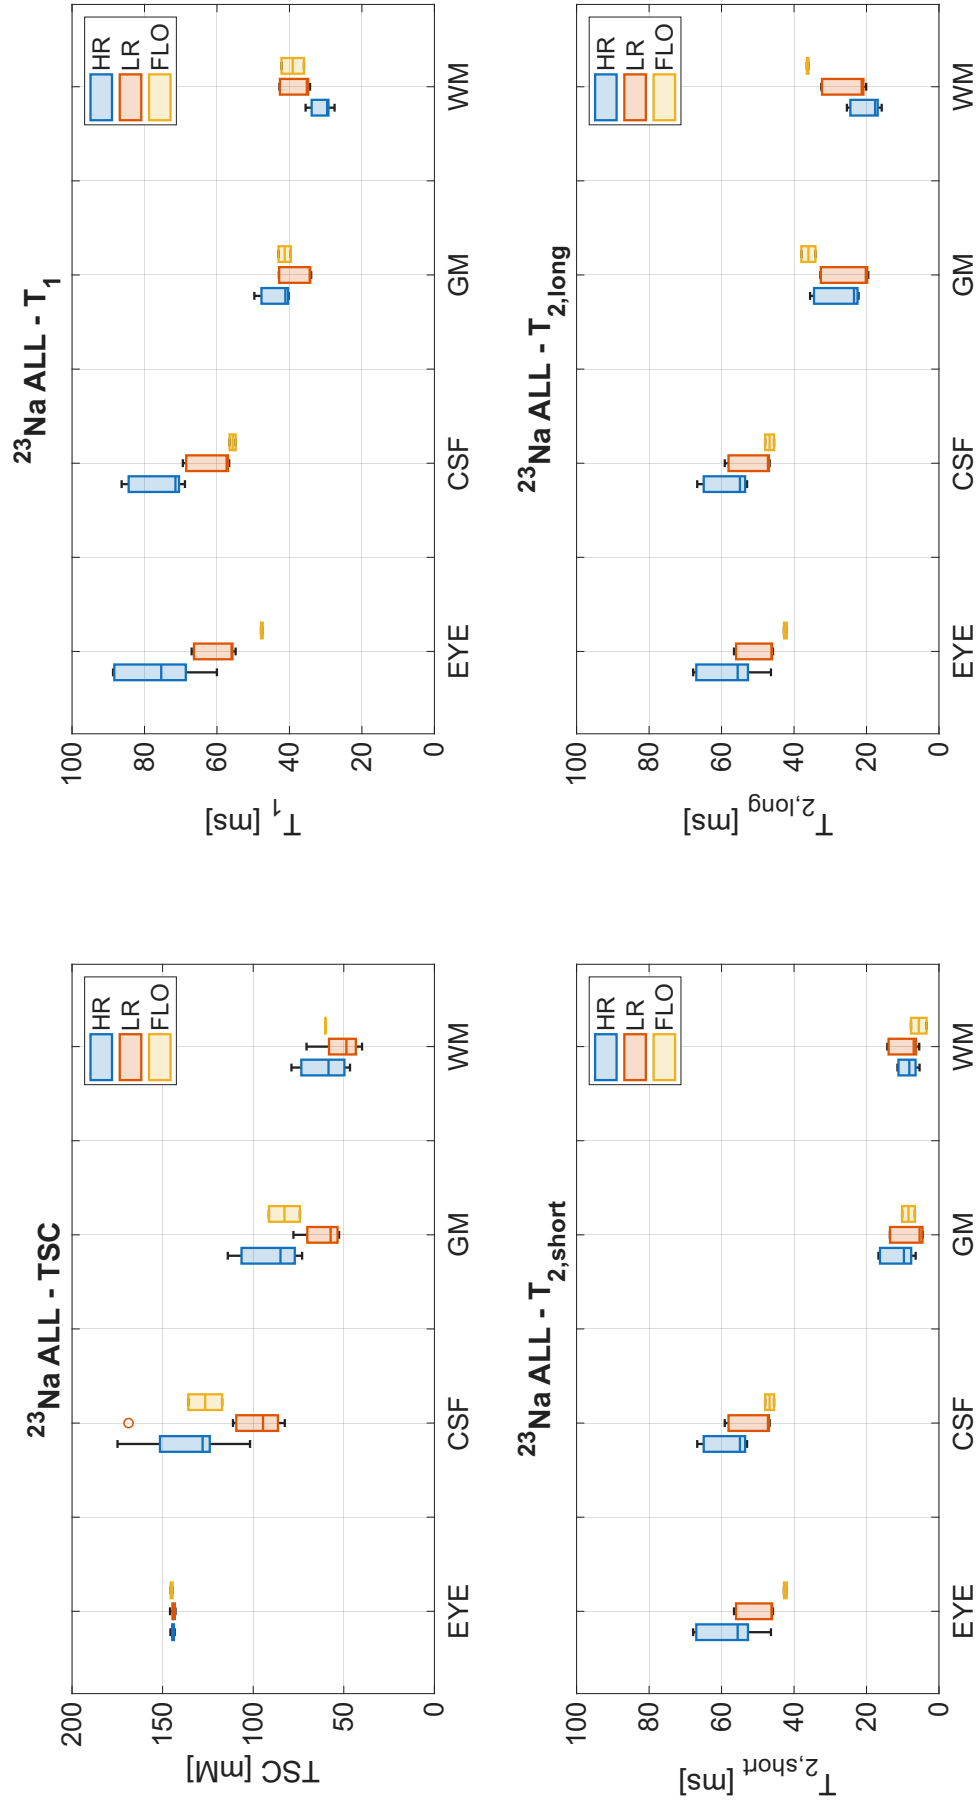 ²³Na ALL - TSC
TSC [mM]
200
150
100
50
0
EYE
CSF
GM
WM
HR
LR
FLO
²³Na ALL - T₁
T₁ [ms]
100
80
60
40
20
0
EYE
CSF
GM
WM
HR
LR
FLO
²³Na ALL - T2,short
T2,short [ms]
100
80
60
40
20
0
EYE
CSF
GM
WM
HR
LR
FLO
²³Na ALL - T2,long
T2,long [ms]
100
80
60
40
20
0
EYE
CSF
GM
WM
HR
LR
FLO